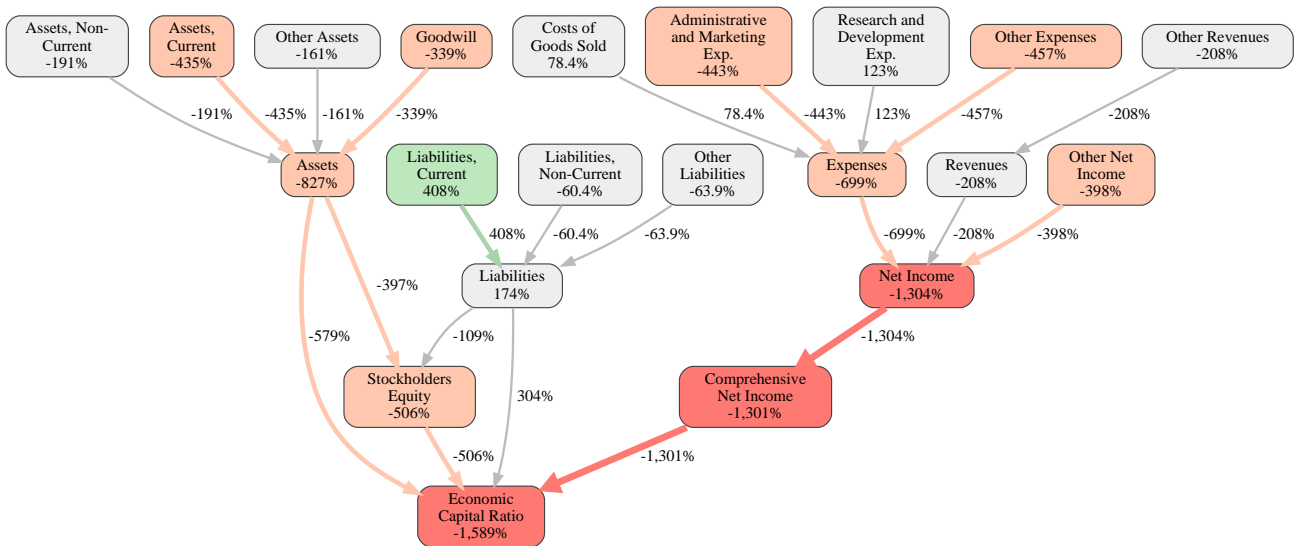 Assets, Non-
Current
-191%
Assets,
Current
-435%
Other Assets
-161%
Goodwill
-339%
Costs of
Goods Sold
78.4%
Administrative
and Marketing
Exp.
-443%
Research and
Development
Exp.
123%
Other Expenses
-457%
Other Revenues
-208%
-191%
-435%
-161%
-339%
78.4%
-443%
123%
-457%
-208%
Assets
-827%
Liabilities,
Current
408%
Liabilities,
Non-Current
-60.4%
Other
Liabilities
-63.9%
Expenses
-699%
Revenues
-208%
Other Net
Income
-398%
408%
-60.4%
-63.9%
-699%
-208%
-398%
Liabilities
174%
Net Income
-1,304%
-397%
-579%
-109%
-1,304%
Stockholders
Equity
-506%
304%
Comprehensive
Net Income
-1,301%
-506%
-1,301%
Economic
Capital Ratio
-1,589%